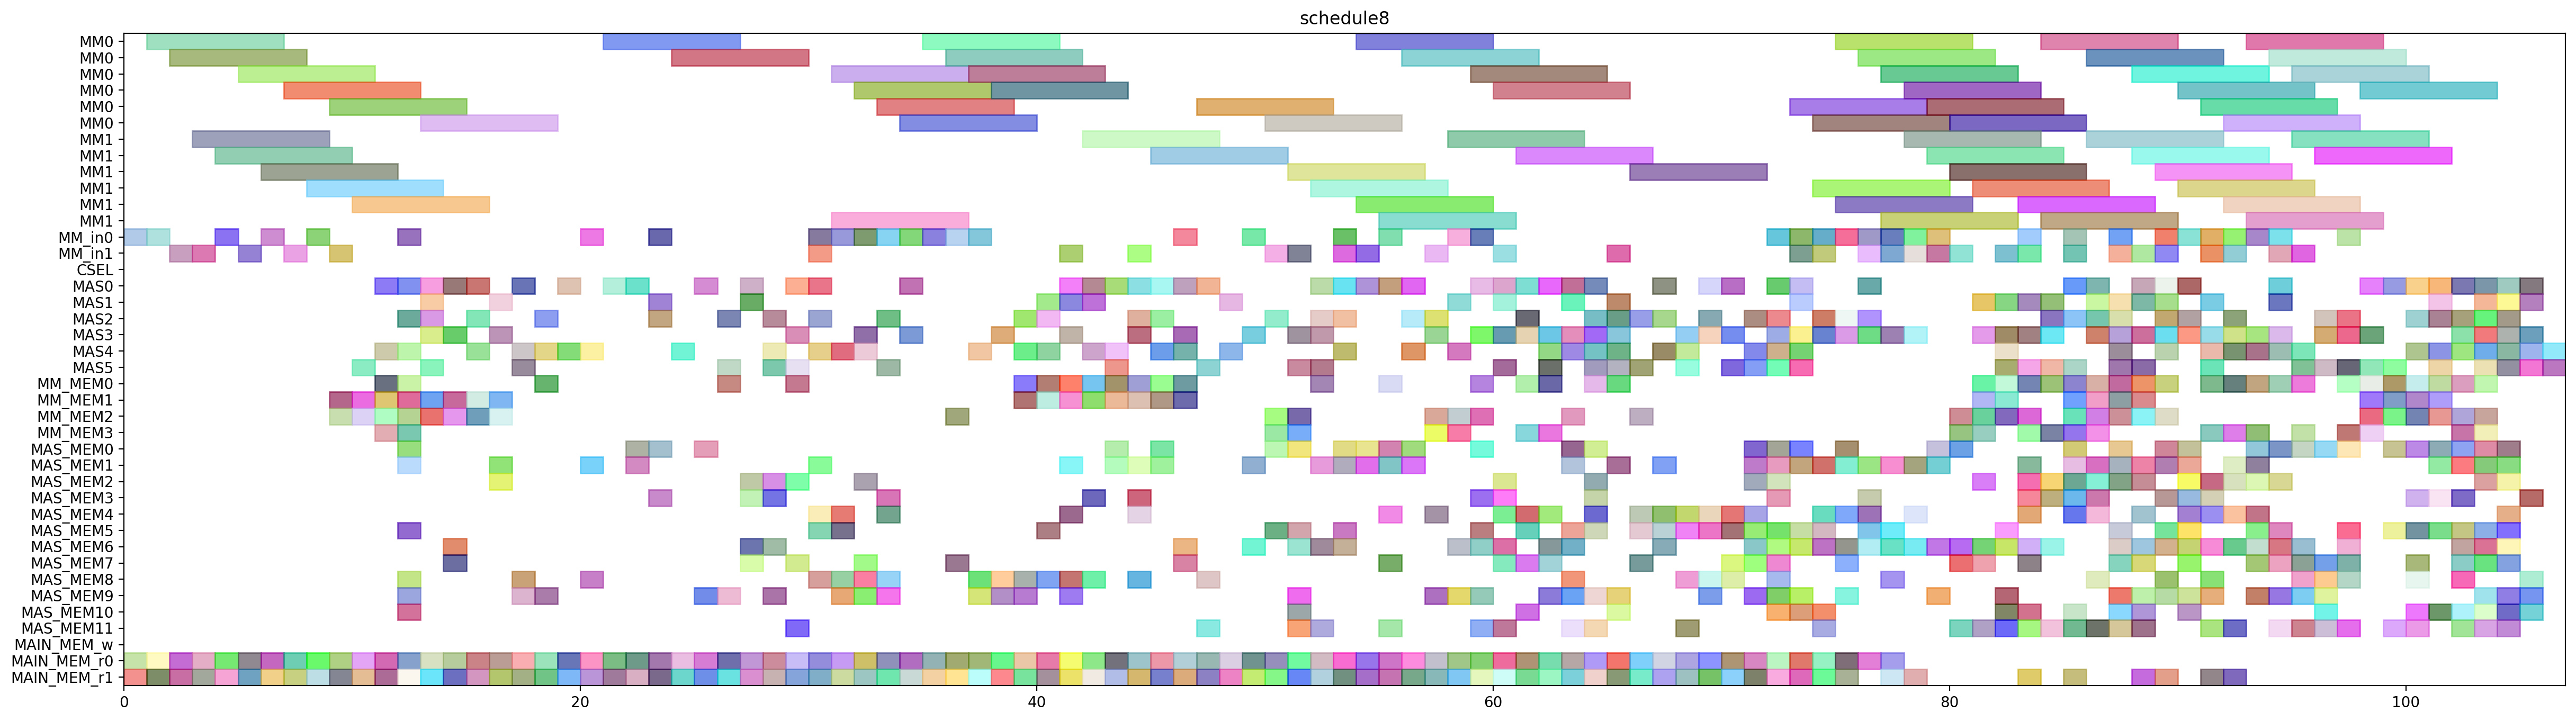 schedule8
MM0
MM0
MM0
MM0
MM0
MM0
MM1
MM1
MM1
MM1
MM1
MM1
MM_in0
MM_in1
CSEL
MAS0
MAS1
MAS2
MAS3
MAS4
MAS5
MM_MEM0
MM_MEM1
MM_MEM2
MM_MEM3
MAS_MEM0
MAS_MEM1
MAS_MEM2
MAS_MEM3
MAS_MEM4
MAS_MEM5
MAS_MEM6
MAS_MEM7
MAS_MEM8
MAS_MEM9
MAS_MEM10
MAS_MEM11
MAIN_MEM_w
MAIN_MEM_r0
MAIN_MEM_r1
0 20 40 60 80 100